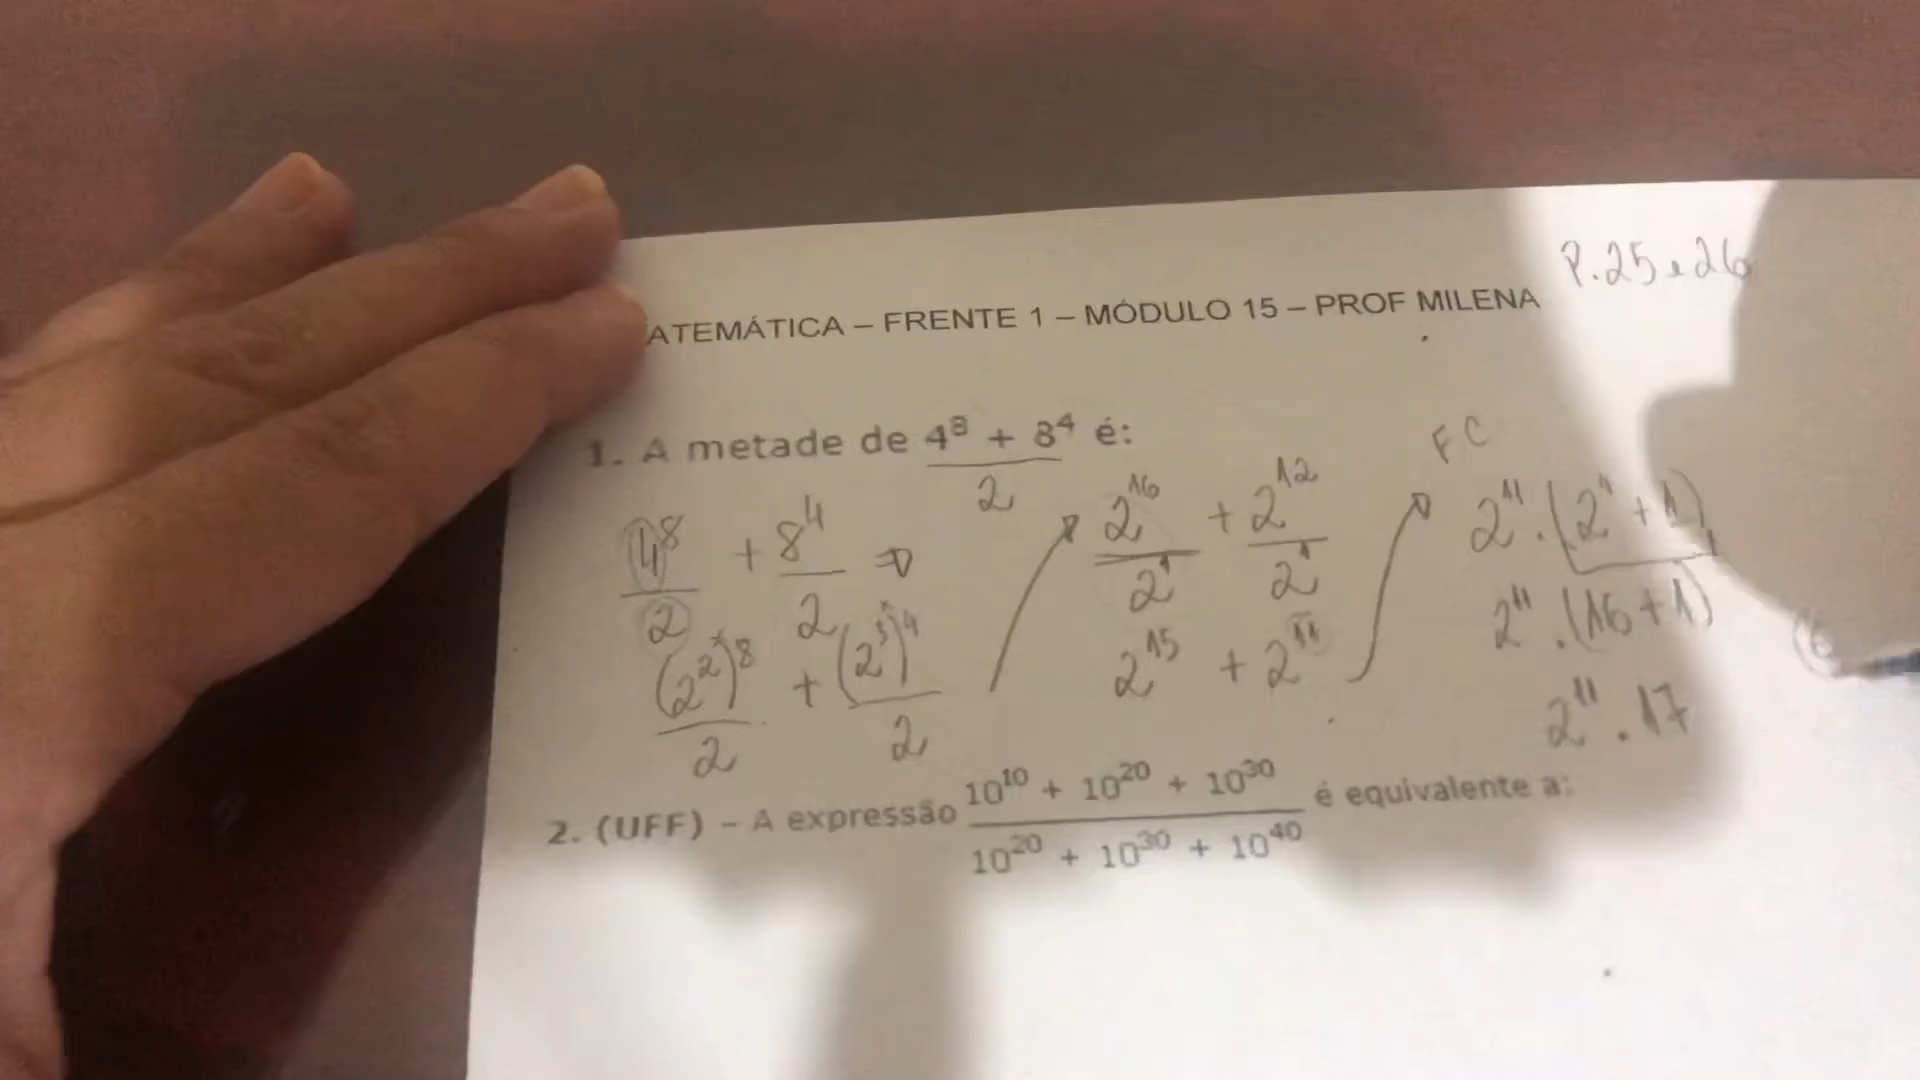 P. 25 e 26
ATEMÁTICA – FRENTE 1 – MÓDULO 15 – PROF MILENA
1. A metade de 4⁸ + 8⁴ é:
2
F C
4⁸/2 + 8⁴/2 ⇒
(2²)⁸/2 + (2³)⁴/2
2¹⁶/2¹ + 2¹²/2¹
2¹⁵ + 2¹¹
2¹¹ . (2⁴ + 1)
2¹¹ . (16 + 1)
2¹¹ . 17
2. (UFF) – A expressão (10¹⁰ + 10²⁰ + 10³⁰)/(10²⁰ + 10³⁰ + 10⁴⁰) é equivalente a: